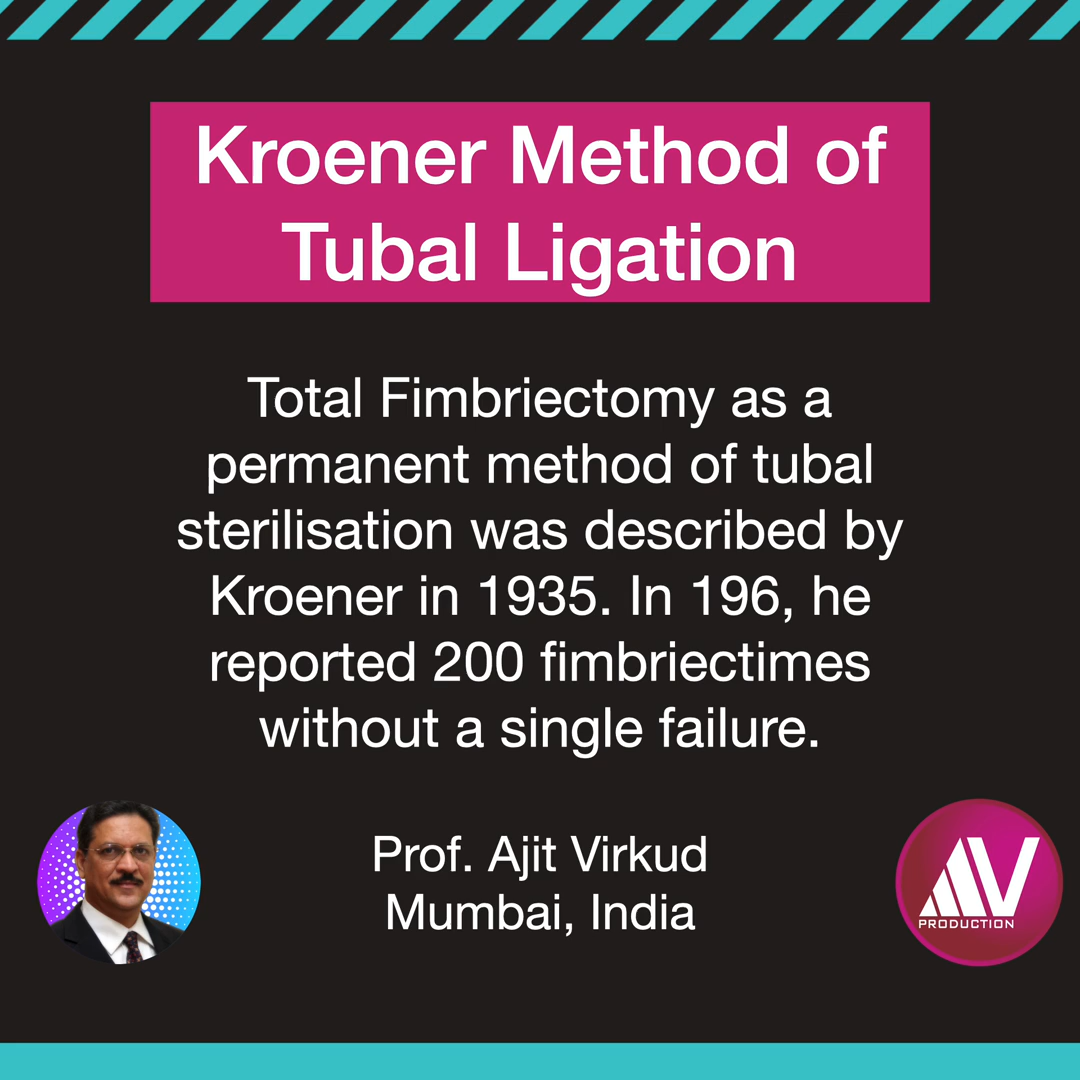 Kroener Method of
Tubal Ligation
Total Fimbriectomy as a
permanent method of tubal
sterilisation was described by
Kroener in 1935. In 196, he
reported 200 fimbriectimes
without a single failure.
Prof. Ajit Virkud
Mumbai, India
AV
PRODUCTION